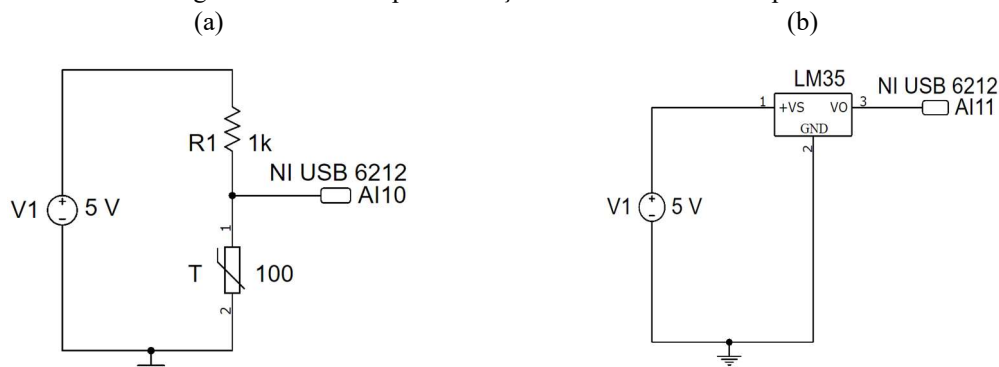 (a)
(b)
R1
1k
NI USB 6212
AI10
V1
5 V
1
T
100
2
LM35
NI USB 6212
1
+VS
VO
3
AI11
GND
2
V1
5 V